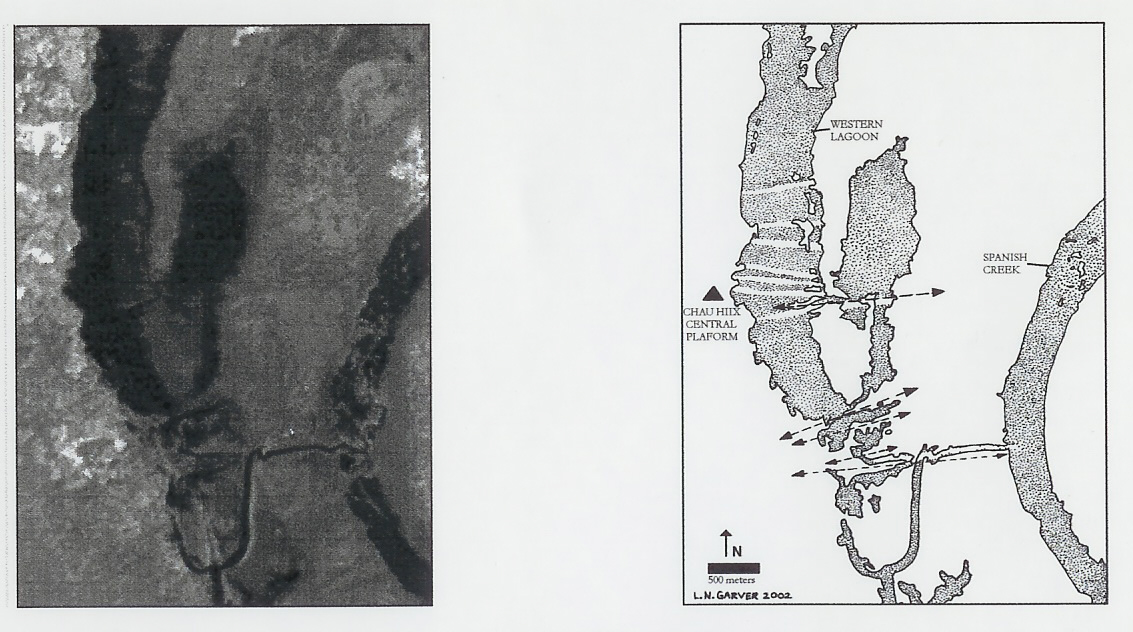 WESTERN
LAGOON
SPANISH
CREEK
CHAU HIIX
CENTRAL
PLAFORM
N
500 meters
L.N. GARVER 2002